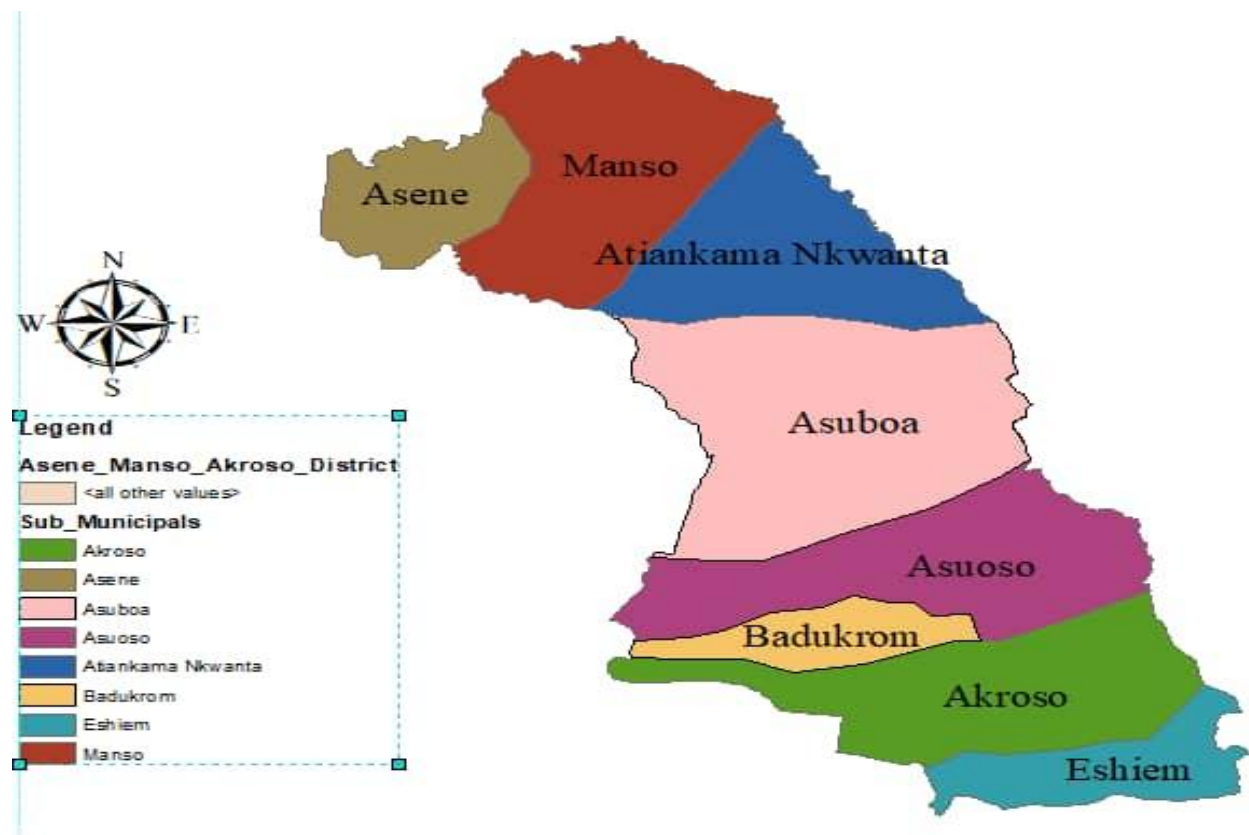 Manso
Asene
Atiankama Nkwanta
N
W E
S
Asuboa
Asuoso
Badukrom
Akroso
Eshiem
Legend
Asene_Manso_Akroso_District
<all other values>
Sub_Municipals
Akroso
Asene
Asuboa
Asuoso
Atiankama Nkwanta
Badukrom
Eshiem
Manso